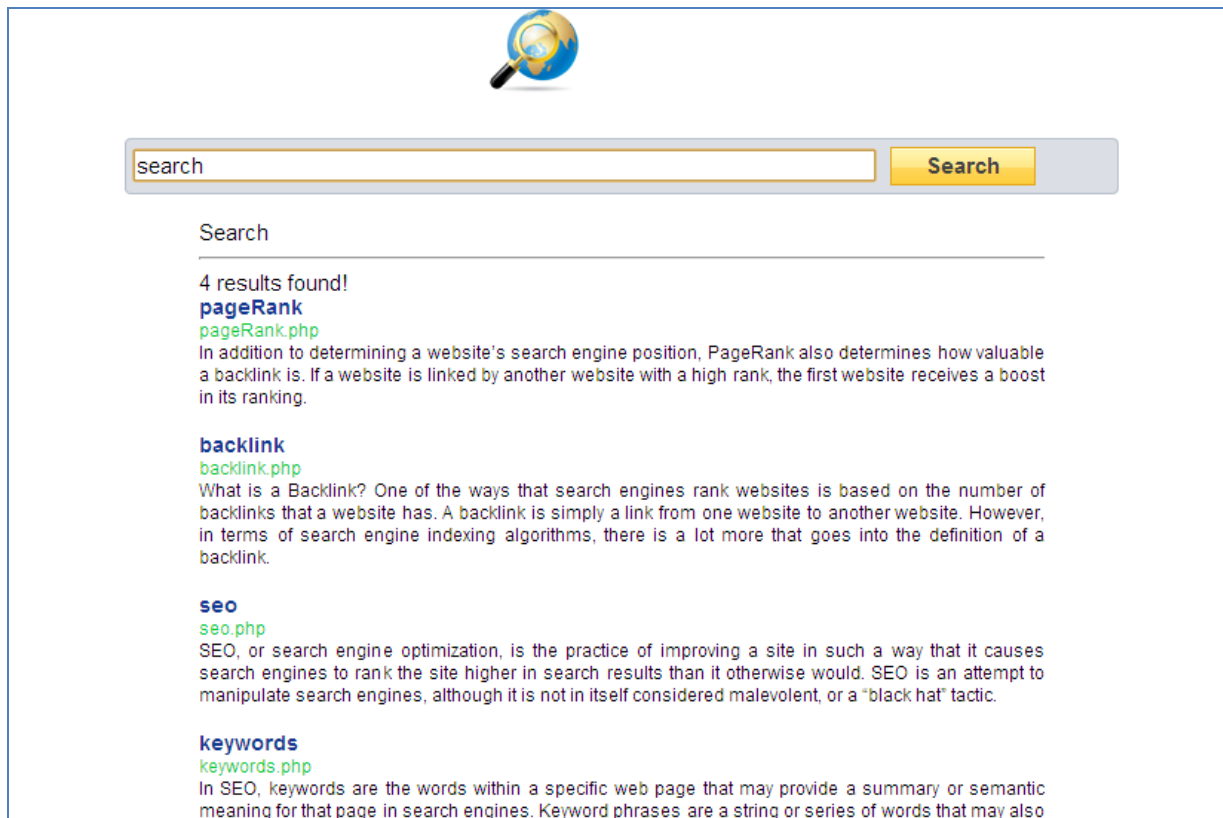 search
Search
Search
4 results found!
pageRank
pageRank.php
In addition to determining a website's search engine position, PageRank also determines how valuable
a backlink is. If a website is linked by another website with a high rank, the first website receives a boost
in its ranking.
backlink
backlink.php
What is a Backlink? One of the ways that search engines rank websites is based on the number of
backlinks that a website has. A backlink is simply a link from one website to another website. However,
in terms of search engine indexing algorithms, there is a lot more that goes into the definition of a
backlink.
seo
seo.php
SEO, or search engine optimization, is the practice of improving a site in such a way that it causes
search engines to rank the site higher in search results than it otherwise would. SEO is an attempt to
manipulate search engines, although it is not in itself considered malevolent, or a “black hat” tactic.
keywords
keywords.php
In SEO, keywords are the words within a specific web page that may provide a summary or semantic
meaning for that page in search engines. Keyword phrases are a string or series of words that may also